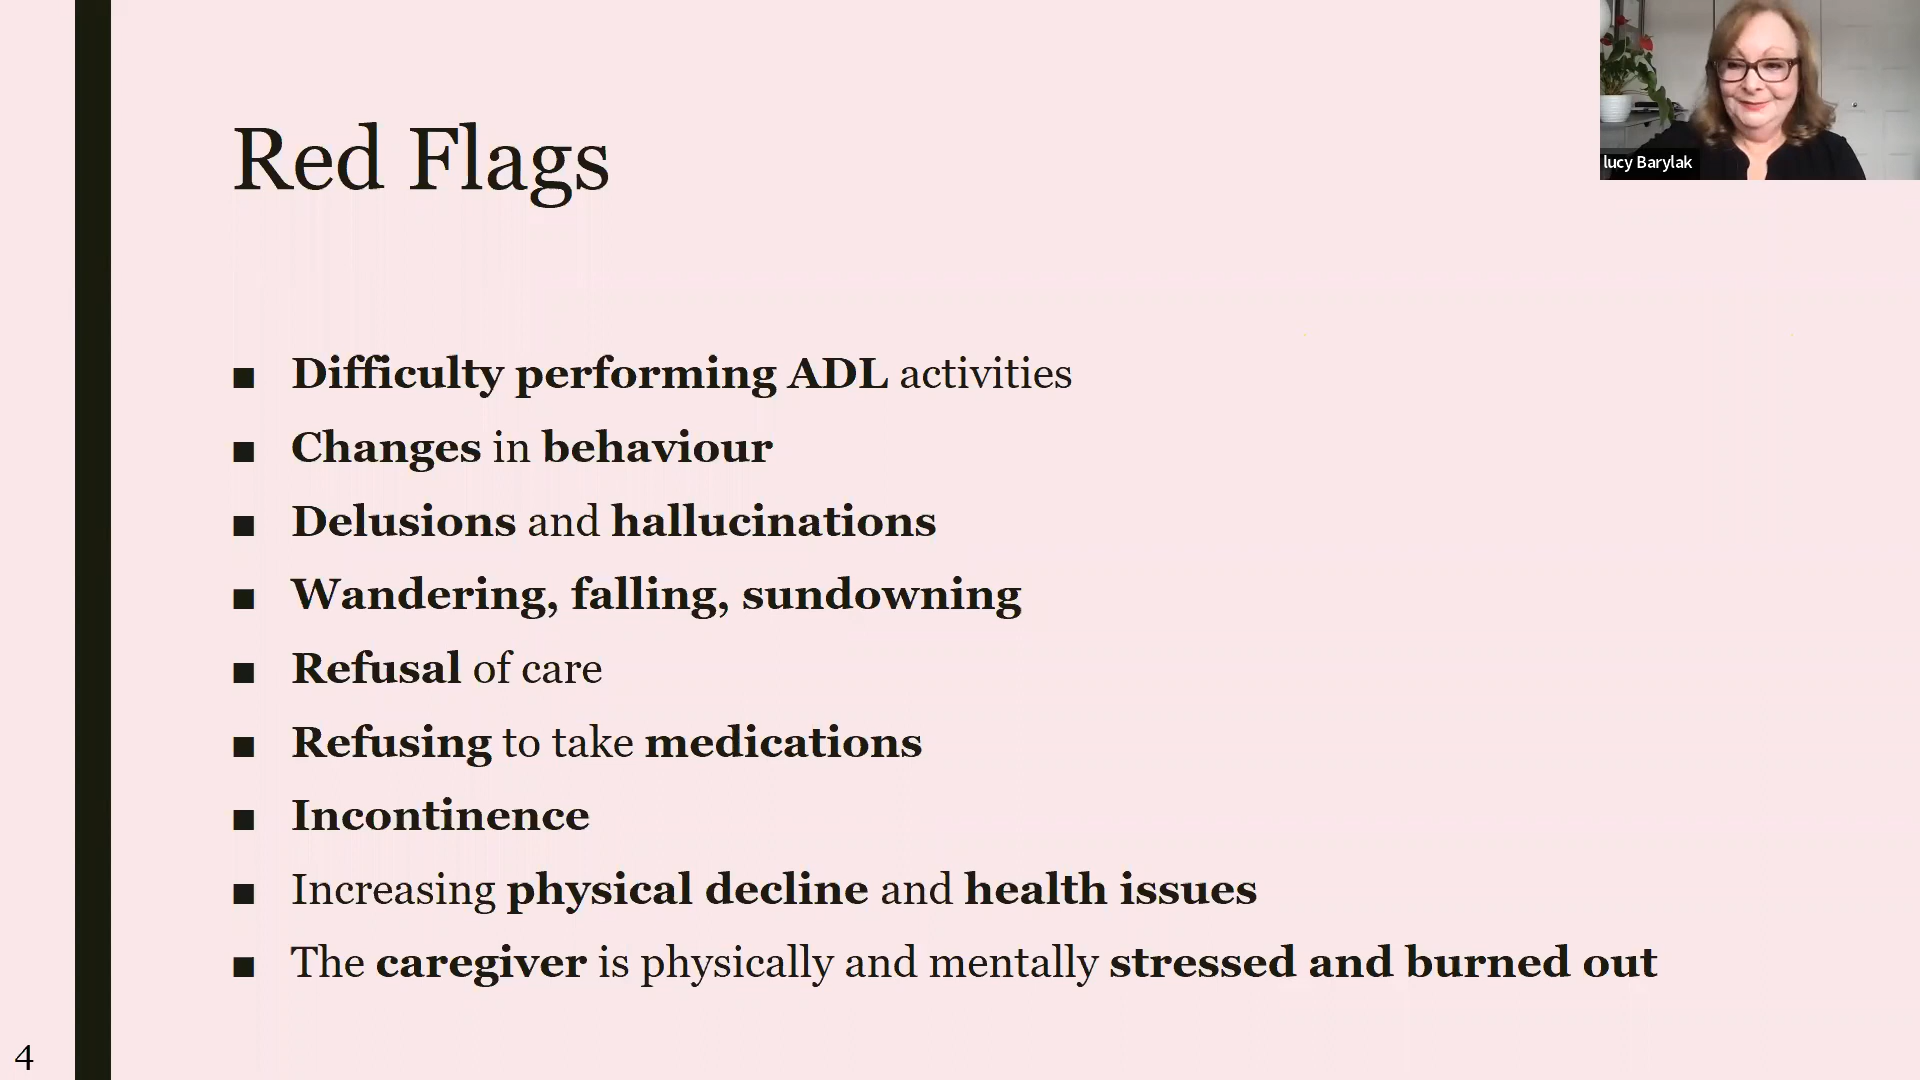 lucy Barylak
Red Flags
■ Difficulty performing ADL activities
■ Changes in behaviour
■ Delusions and hallucinations
■ Wandering, falling, sundowning
■ Refusal of care
■ Refusing to take medications
■ Incontinence
■ Increasing physical decline and health issues
■ The caregiver is physically and mentally stressed and burned out
4